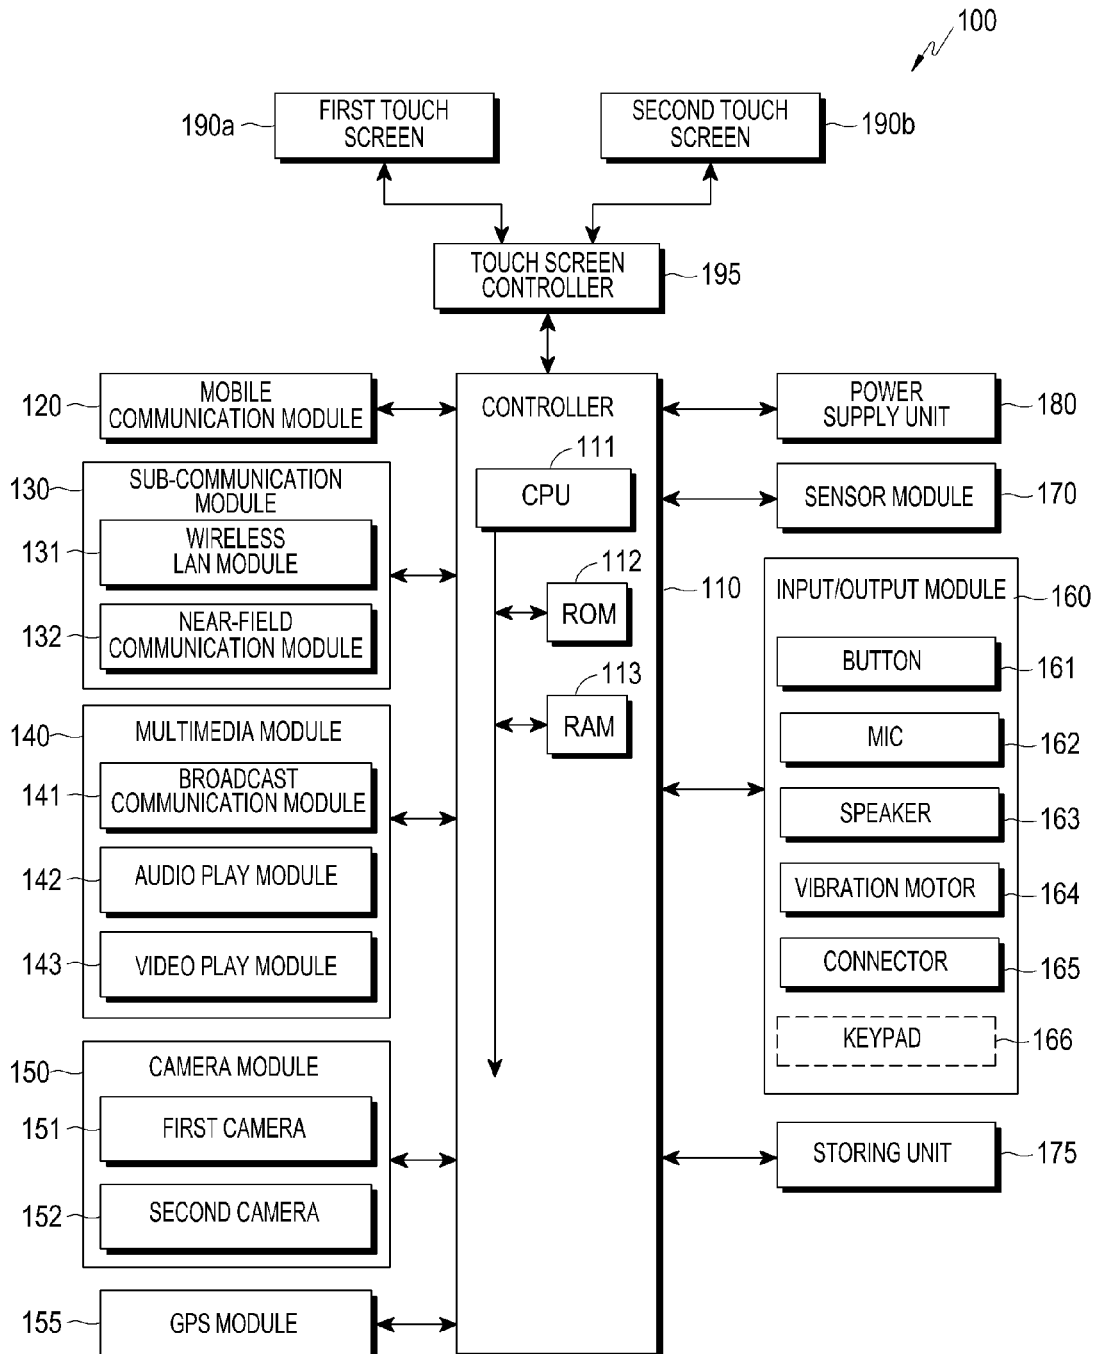 100
190a
FIRST TOUCH
SCREEN
SECOND TOUCH
SCREEN
190b
TOUCH SCREEN
CONTROLLER
195
120
MOBILE
COMMUNICATION MODULE
130
SUB-COMMUNICATION
MODULE
131
WIRELESS
LAN MODULE
132
NEAR-FIELD
COMMUNICATION MODULE
140
MULTIMEDIA MODULE
141
BROADCAST
COMMUNICATION MODULE
142
AUDIO PLAY MODULE
143
VIDEO PLAY MODULE
150
CAMERA MODULE
151
FIRST CAMERA
152
SECOND CAMERA
155
GPS MODULE
CONTROLLER
111
CPU
112
ROM
113
RAM
110
POWER
SUPPLY UNIT
180
SENSOR MODULE
170
INPUT/OUTPUT MODULE
160
BUTTON
161
MIC
162
SPEAKER
163
VIBRATION MOTOR
164
CONNECTOR
165
KEYPAD
166
STORING UNIT
175